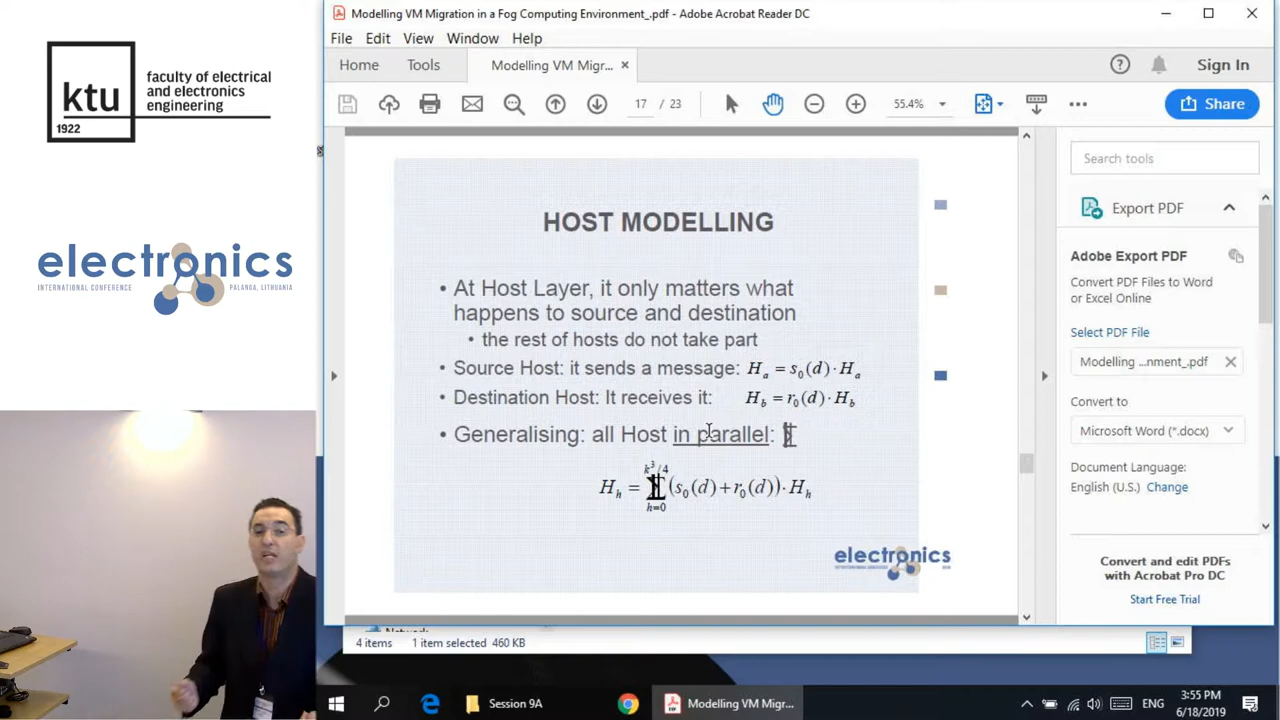 ktu
1922
faculty of electrical
and electronics
engineering
electronics
INTERNATIONAL CONFERENCE
PALANGA, LITHUANIA
Modelling VM Migration in a Fog Computing Environment_.pdf - Adobe Acrobat Reader DC
File Edit View Window Help
Home Tools Modelling VM Migr... × Sign In
17 / 23 55.4% Share
HOST MODELLING
• At Host Layer, it only matters what
happens to source and destination
• the rest of hosts do not take part
• Source Host: it sends a message: H_a = s_0(d) · H_a
• Destination Host: It receives it: H_b = r_0(d) · H_b
• Generalising: all Host in parallel:
k^3/4
H_h = (s_0(d) + r_0(d)) · H_h
h=0
electronics
Search tools
Export PDF
Adobe Export PDF
Convert PDF Files to Word
or Excel Online
Select PDF File
Modelling ...nment_.pdf
Convert to
Microsoft Word (*.docx)
Document Language:
English (U.S.) Change
Convert and edit PDFs
with Acrobat Pro DC
Start Free Trial
Network
4 items 1 item selected 460 KB
Session 9A
Modelling VM Migr...
ENG
3:55 PM
6/18/2019